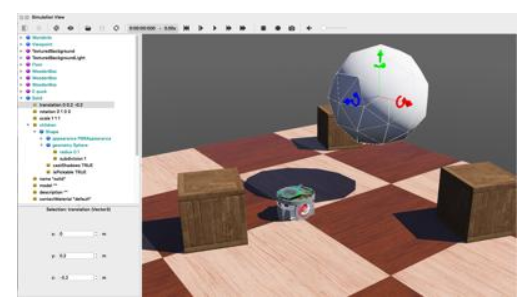 Simulation View
0:00:00:000 - 0.00x
WorldInfo
Viewpoint
TexturedBackground
TexturedBackgroundLight
Floor
WoodenBox
WoodenBox
WoodenBox
E-puck
Solid
translation 0 0.2 -0.2
rotation 0 1 0 0
scale 1 1 1
children
Shape
appearance PBRAppearance
geometry Sphere
radius 0.1
subdivision 1
castShadows TRUE
isPickable TRUE
name "solid"
model ""
description ""
contactMaterial "default"
Selection: translation (Vector3)
x: 0 m
y: 0.2 m
z: -0.2 m